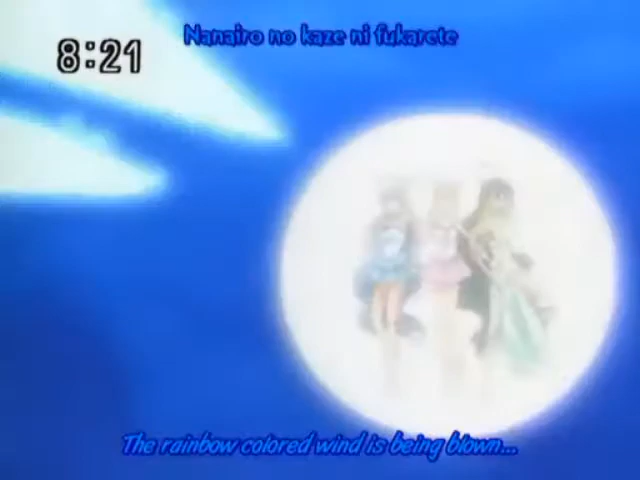 8:21
Nanairo no kaze ni fukarete
The rainbow colored wind is being blown...